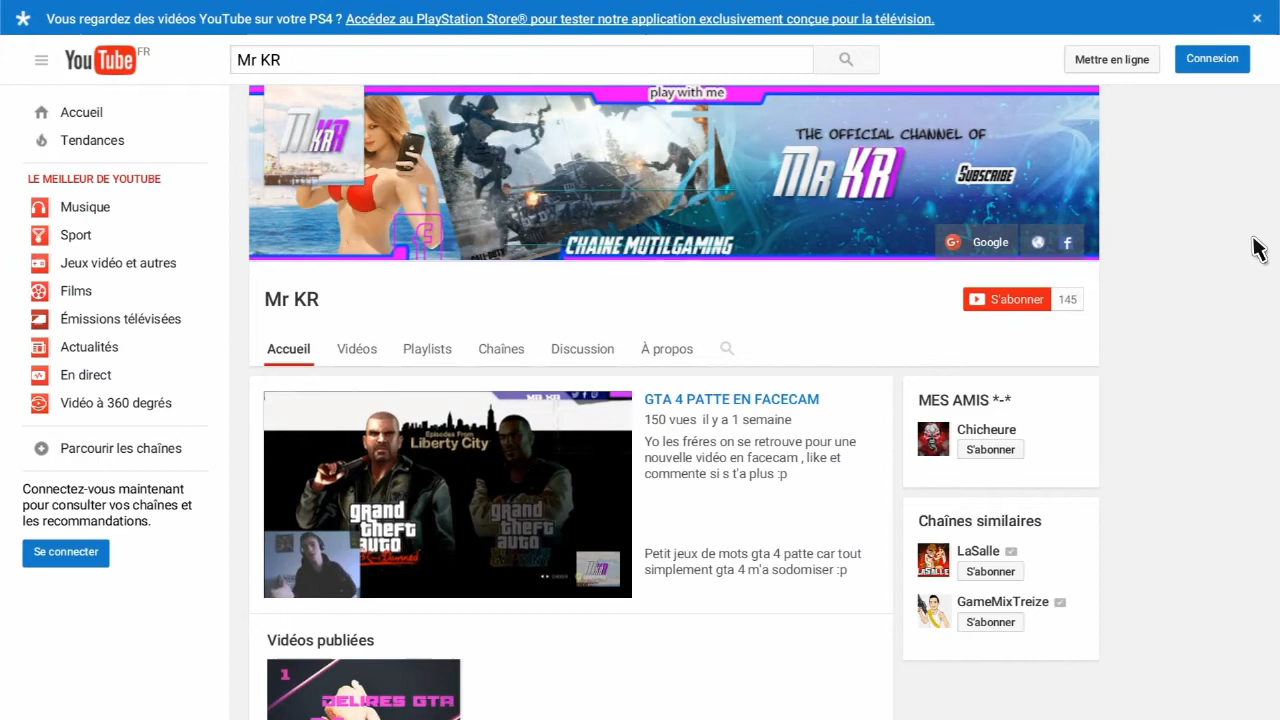 Vous regardez des vidéos YouTube sur votre PS4 ? Accédez au PlayStation Store® pour tester notre application exclusivement conçue pour la télévision.
YouTube FR
Mr KR
Mettre en ligne
Connexion
Accueil
Tendances
LE MEILLEUR DE YOUTUBE
Musique
Sport
Jeux vidéo et autres
Films
Émissions télévisées
Actualités
En direct
Vidéo à 360 degrés
Parcourir les chaînes
Connectez-vous maintenant
pour consulter vos chaînes et
les recommandations.
Se connecter
play with me
MKR
THE OFFICIAL CHANNEL OF
MR KR
SUBSCRIBE
CHAINE MUTILGAMING
Google
Mr KR
S'abonner 145
Accueil
Vidéos
Playlists
Chaînes
Discussion
À propos
Episodes From
Liberty City
grand
theft
auto
grand
theft
auto
GTA 4 PATTE EN FACECAM
150 vues il y a 1 semaine
Yo les fréres on se retrouve pour une
nouvelle vidéo en facecam , like et
commente si s t'a plus :p
Petit jeux de mots gta 4 patte car tout
simplement gta 4 m'a sodomiser :p
Vidéos publiées
1
DELIRES GTA
MES AMIS *-*
Chicheure
S'abonner
Chaînes similaires
LaSalle
S'abonner
GameMixTreize
S'abonner